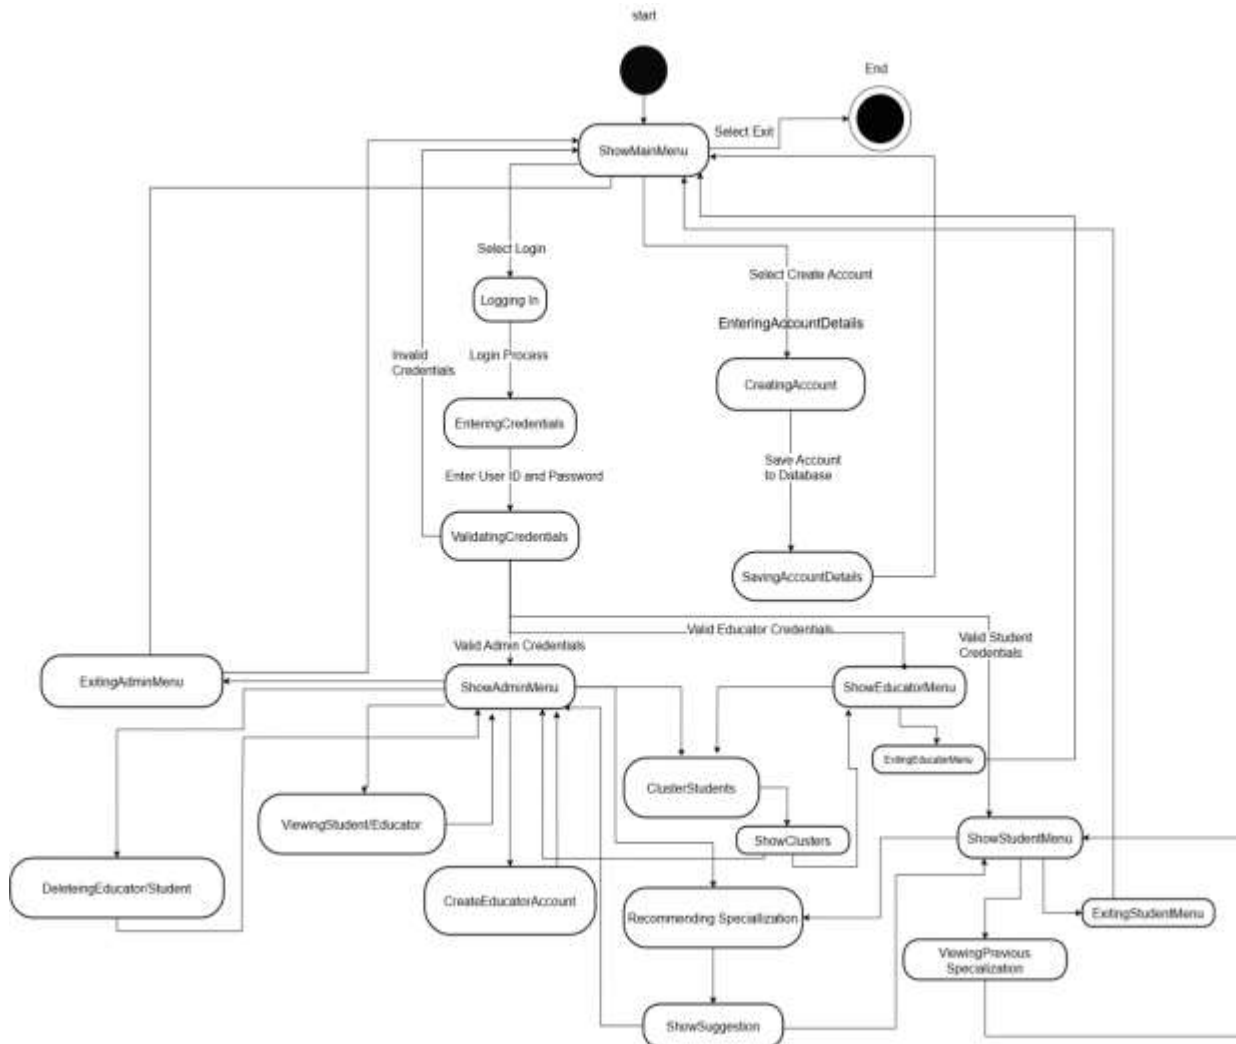 start
End
Select Exit
ShowMainMenu
Select Login
Select Create Account
Logging In
EnteringAccountDetails
Invalid
Credentials
Login Process
CreatingAccount
EnteringCredentials
Save Account
to Database
Enter User ID and Password
ValidatingCredentials
SavingAccountDetails
Valid Educator Credentials
Valid Admin Credentials
Valid Student
Credentials
ExitingAdminMenu
ShowAdminMenu
ShowEducatorMenu
ExitingEducatorMenu
ClusterStudents
ViewingStudent/Educator
ShowClusters
ShowStudentMenu
DeleteingEducator/Student
CreateEducatorAccount
Recommending Speciallization
ExitingStudentMenu
ViewingPrevious
Specialization
ShowSuggestion